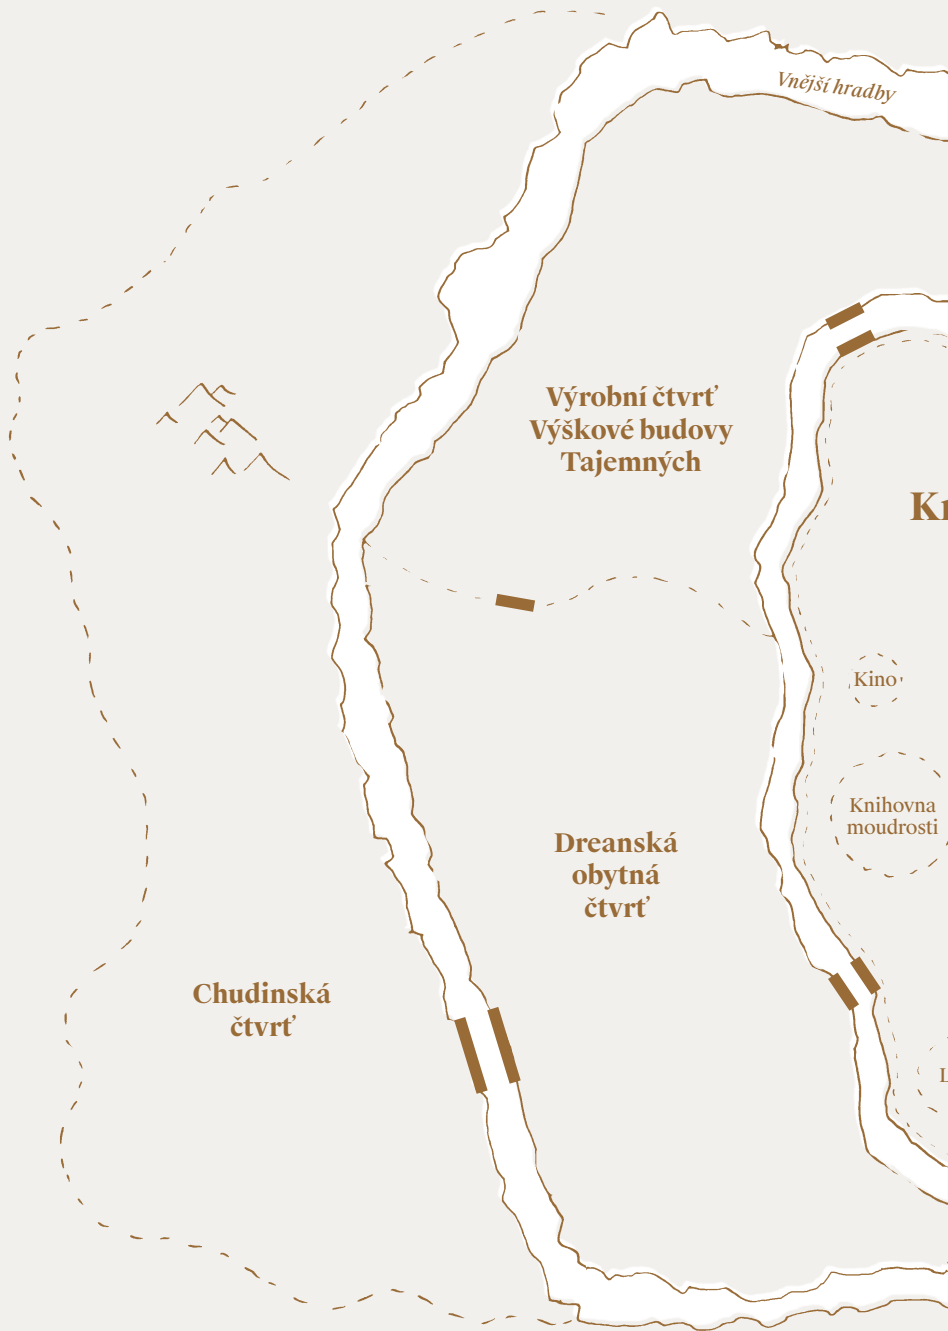 Vnější hradby
Výrobní čtvrť
Výškové budovy
Tajemných
Kino
Knihovna
moudrosti
Dreanská
obytná
čtvrť
Chudinská
čtvrť